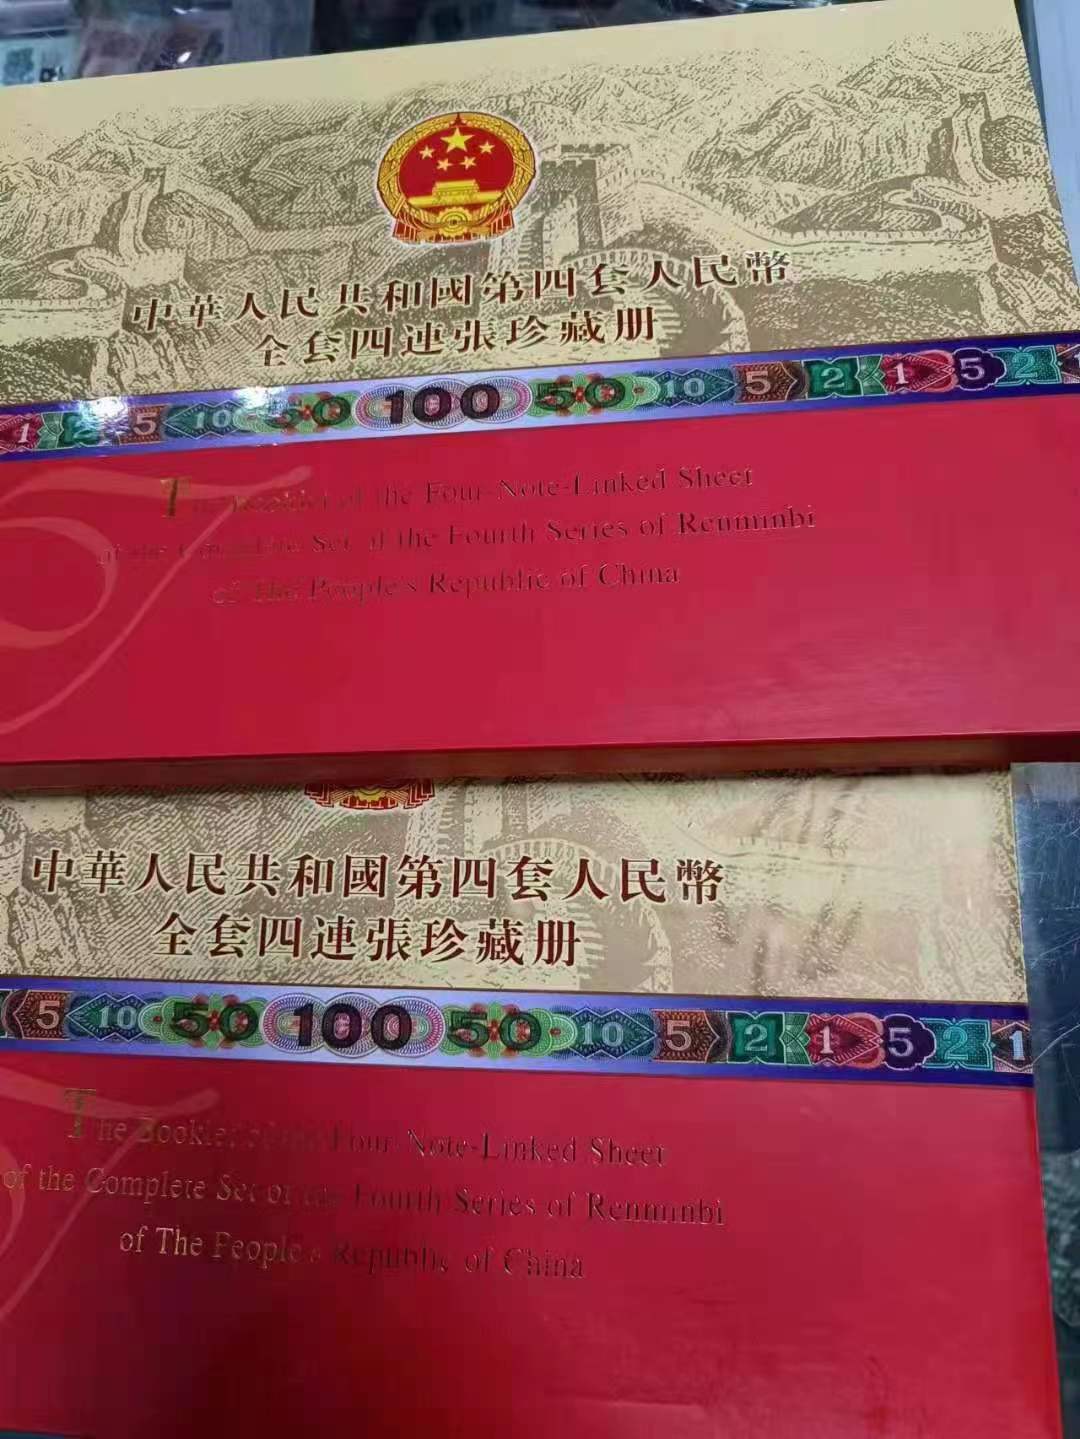 中華人民共和國第四套人民幣
全套四連張珍藏册
1 2 5 10 50 100 50 10 5 2 1 5 2
The Booklet of the Four-Note-Linked Sheet
of the Complete Set of the Fourth Series of Renminbi
of The People's Republic of China
中華人民共和國第四套人民幣
全套四連張珍藏册
5 10 50 100 50 10 5 2 1 5 2 1
The Booklet of the Four-Note-Linked Sheet
of the Complete Set of the Fourth Series of Renminbi
of The People's Republic of China